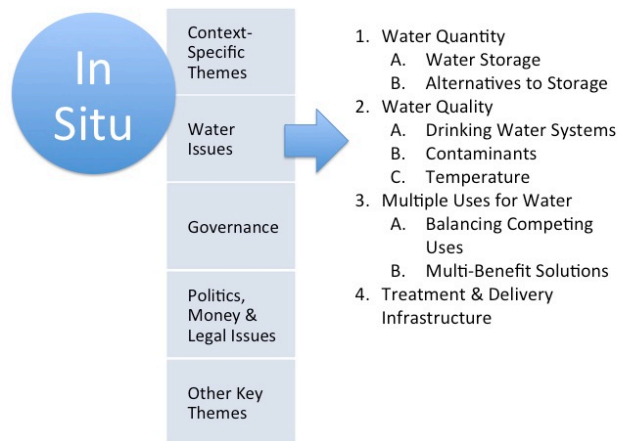 In
Situ
Context-
Specific
Themes
Water
Issues
Governance
Politics,
Money &
Legal Issues
Other Key
Themes
1. Water Quantity
A. Water Storage
B. Alternatives to Storage
2. Water Quality
A. Drinking Water Systems
B. Contaminants
C. Temperature
3. Multiple Uses for Water
A. Balancing Competing
Uses
B. Multi-Benefit Solutions
4. Treatment & Delivery
Infrastructure